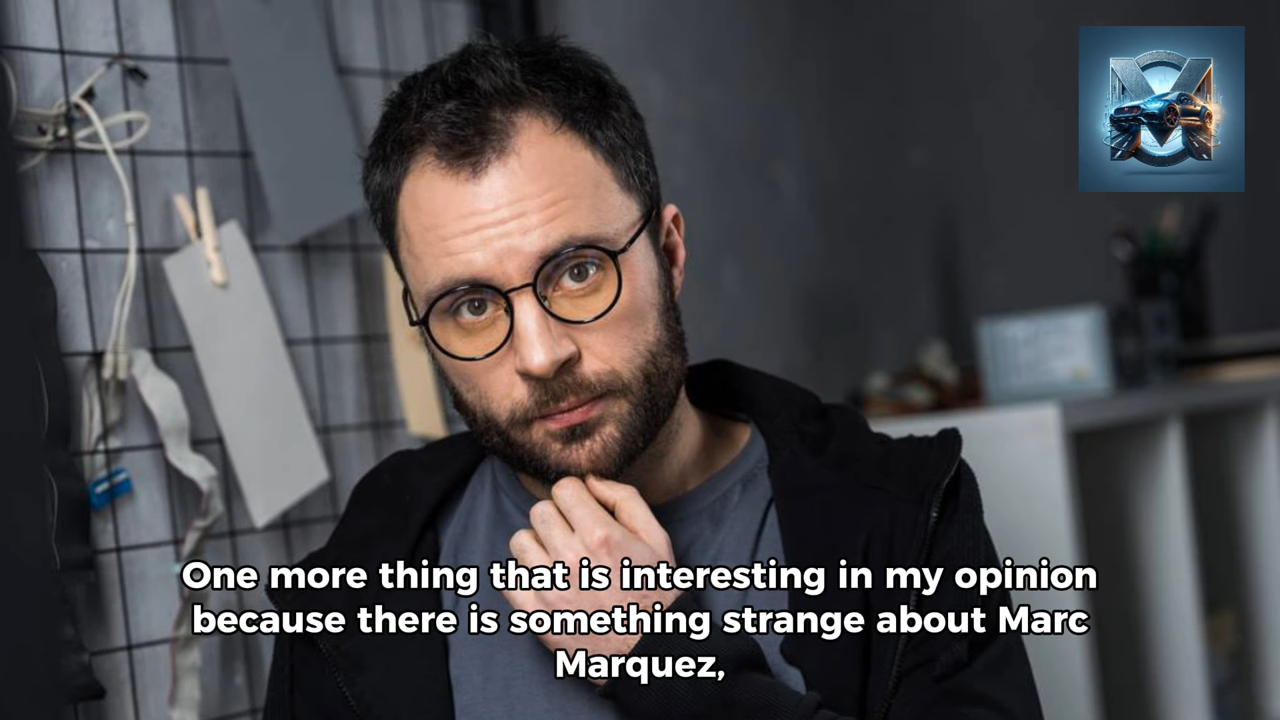 One more thing that is interesting in my opinion
because there is something strange about Marc
Marquez,